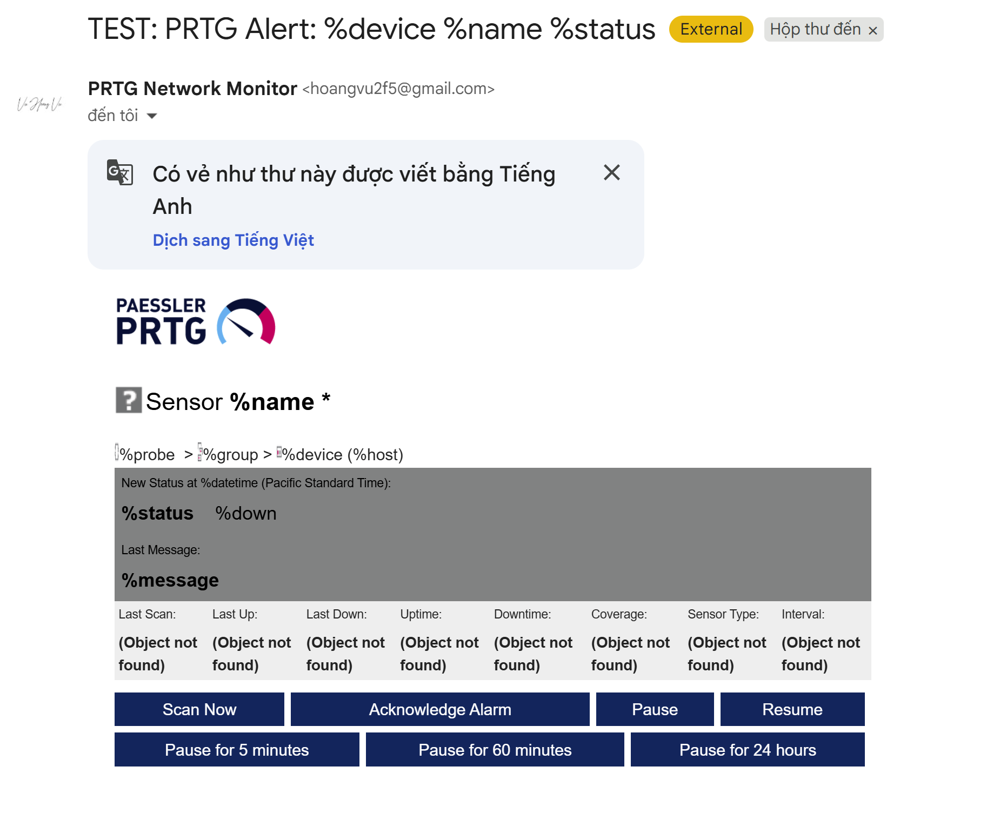 TEST: PRTG Alert: %device %name %status External Hộp thư đến ×
PRTG Network Monitor <hoangvu2f5@gmail.com>
Vu Hoang Vu
đến tôi
Có vẻ như thư này được viết bằng Tiếng
Anh
Dịch sang Tiếng Việt
PAESSLER
PRTG
Sensor %name *
%probe > %group > %device (%host)
New Status at %datetime (Pacific Standard Time):
%status %down
Last Message:
%message
Last Scan: Last Up: Last Down: Uptime: Downtime: Coverage: Sensor Type: Interval:
(Object not (Object not (Object not (Object not (Object not (Object not (Object not (Object not
found) found) found) found) found) found) found) found)
Scan Now Acknowledge Alarm Pause Resume
Pause for 5 minutes Pause for 60 minutes Pause for 24 hours